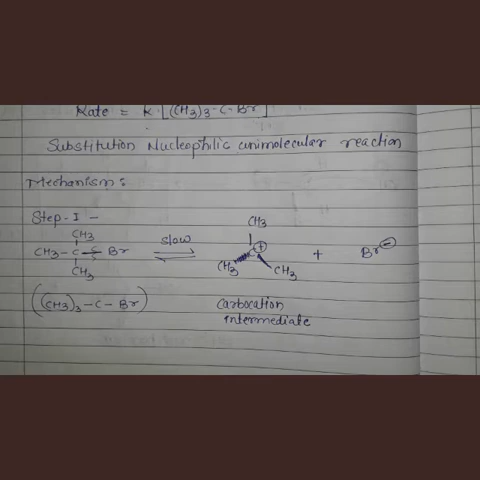 Rate = K·[(CH3)3-C-Br]
Substitution Nucleophilic unimolecular reaction
Mechanism:
Step-I -
CH3 CH3
CH3-C-Br slow ⇌ C⊕ + Br⊖
CH3 CH3 CH3
((CH3)3-C-Br) Carbocation
intermediate